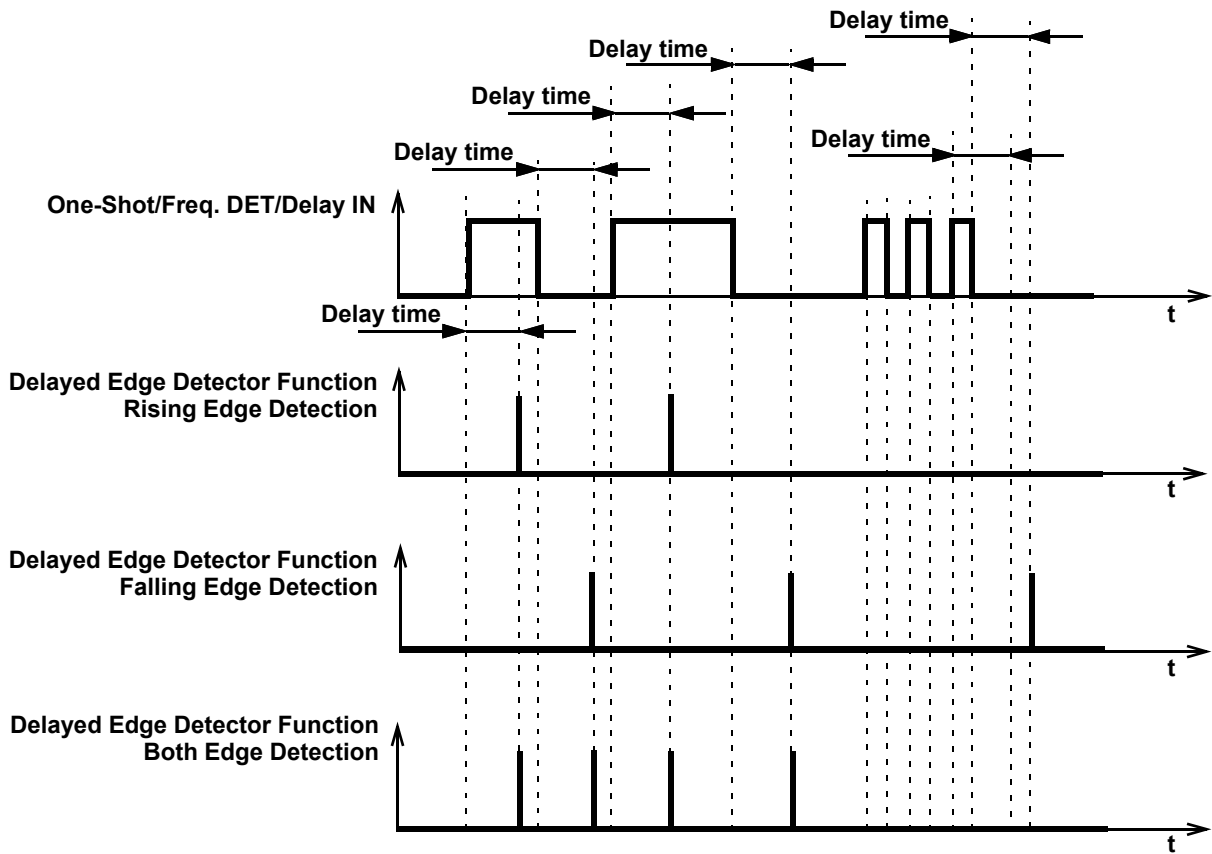 Delay time
Delay time
Delay time
Delay time
Delay time
One-Shot/Freq. DET/Delay IN
t
Delay time
Delayed Edge Detector Function
Rising Edge Detection
t
Delayed Edge Detector Function
Falling Edge Detection
t
Delayed Edge Detector Function
Both Edge Detection
t